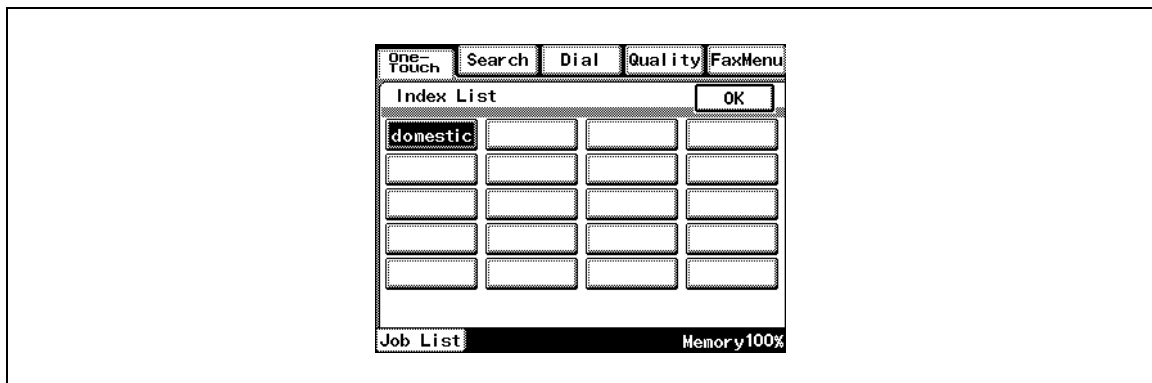 One-Touch Search Dial Quality FaxMenu
Index List OK
domestic
Job List Memory100%